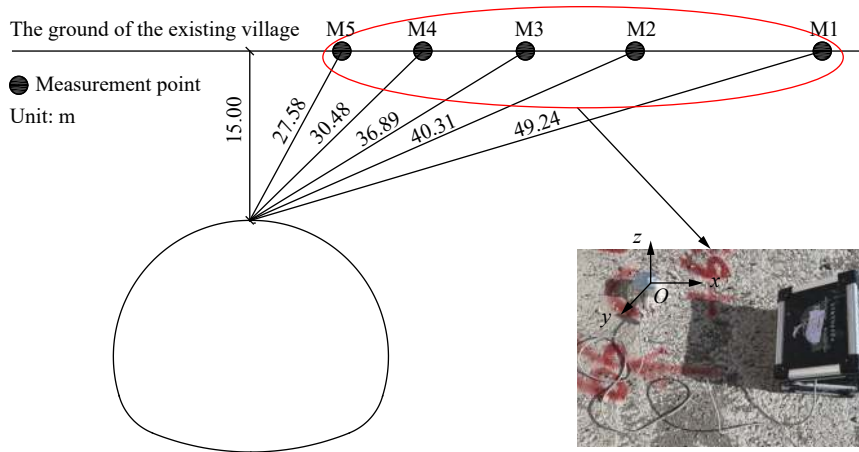 The ground of the existing village
M5
M4
M3
M2
M1
Measurement point
Unit: m
15.00
27.58
30.48
36.89
40.31
49.24
z
x
O
y